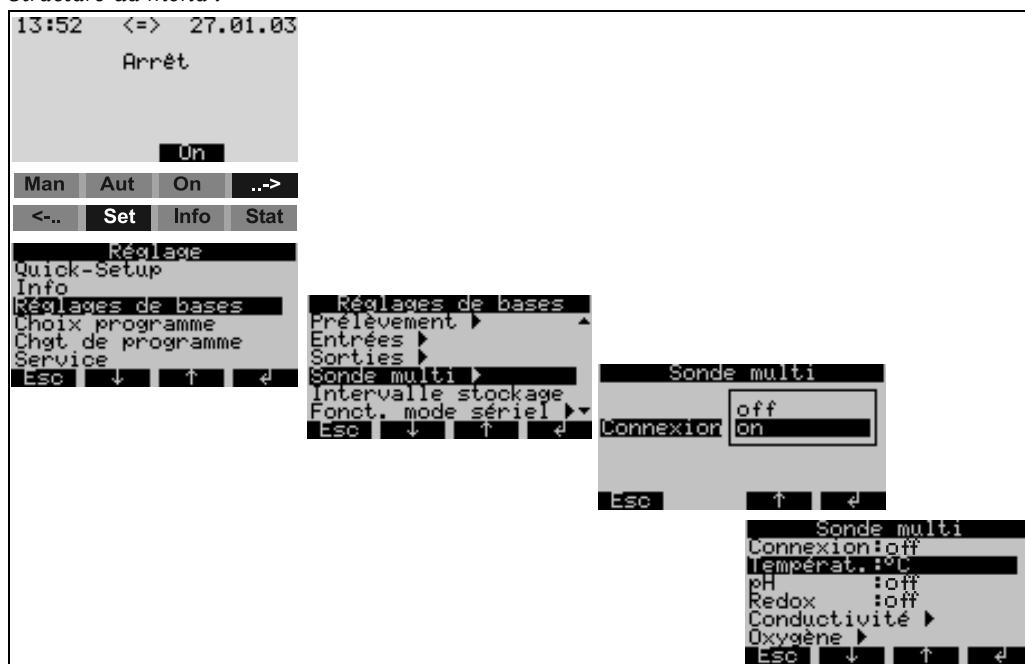 13:52 <=> 27.01.03
Arrêt
On
Man Aut On ..->
<-.. Set Info Stat
Réglage
Quick-Setup
Info
Réglages de bases
Choix programme
Chgt de programme
Service
Esc ↓ ↑ ↲
Réglages de bases
Prélèvement ▶ ▲
Entrées ▶
Sorties ▶
Sonde multi ▶
Intervalle stockage
Fonct. mode sériel ▶▼
Esc ↓ ↑ ↲
Sonde multi
off
Connexion on
Esc ↑ ↲
Sonde multi
Connexion:off
Températ.:°C
pH :off
Redox :off
Conductivité ▶
Oxygène ▶
Esc ↓ ↑ ↲